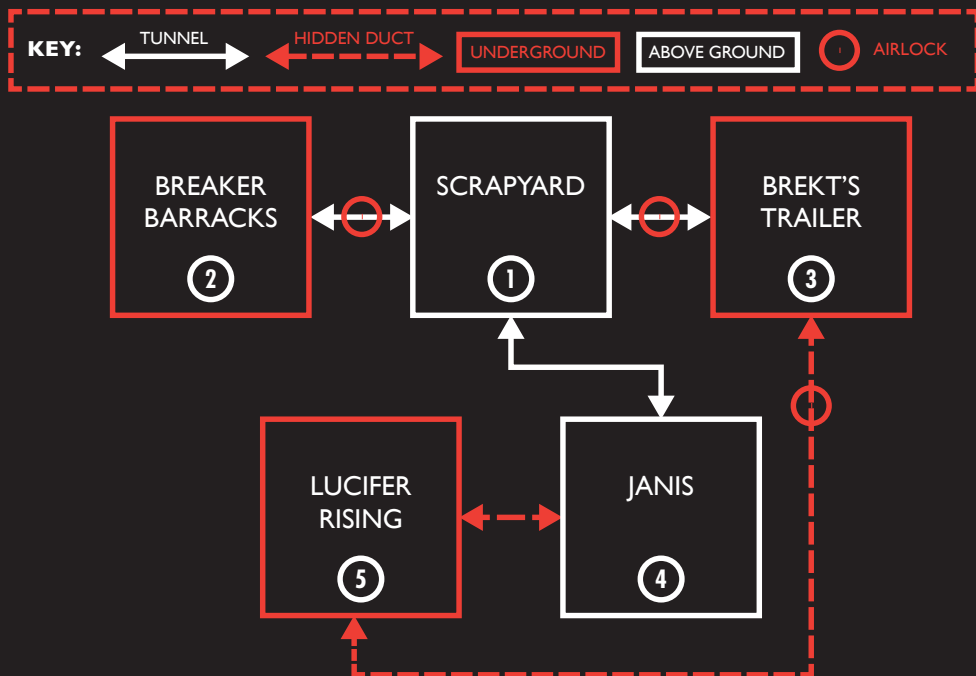 KEY:
TUNNEL
HIDDEN DUCT
UNDERGROUND
ABOVE GROUND
AIRLOCK
BREAKER
BARRACKS
2
SCRAPYARD
1
BREKT'S
TRAILER
3
LUCIFER
RISING
5
JANIS
4